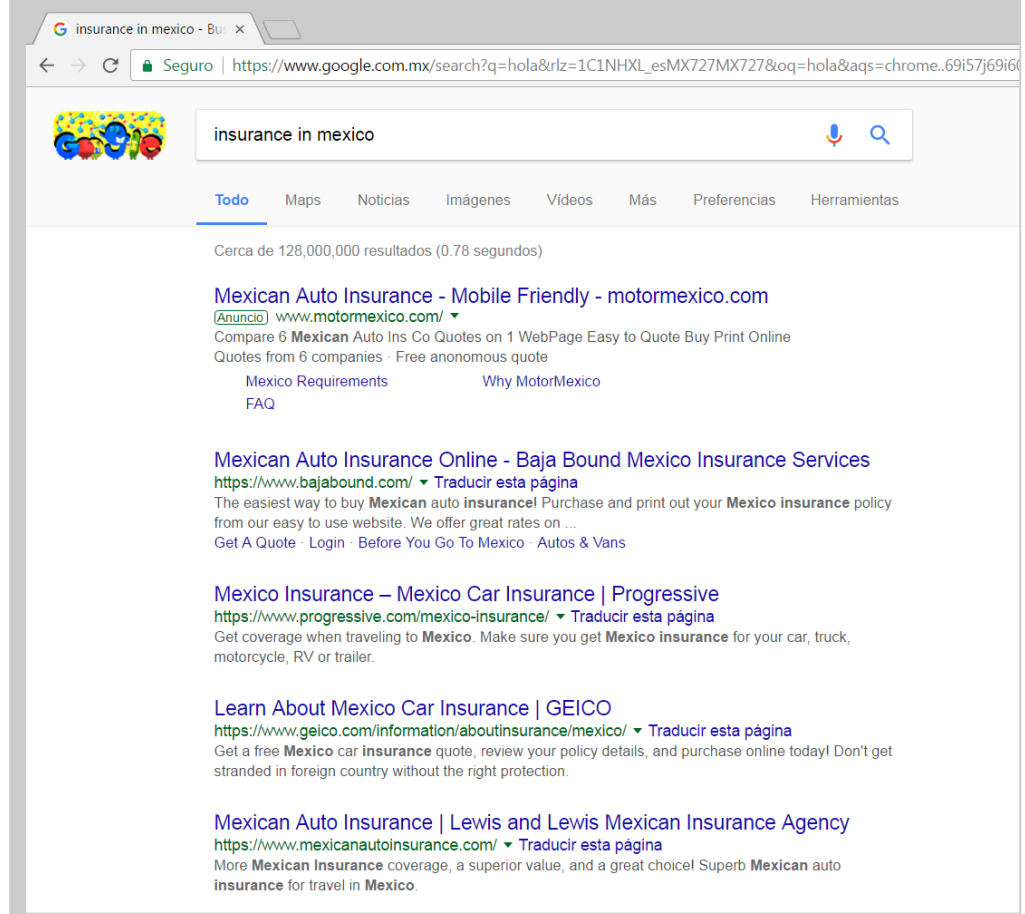 insurance in mexico - Bu
Seguro | https://www.google.com.mx/search?q=hola&rlz=1C1NHXL_esMX727MX727&oq=hola&aqs=chrome..69i57j69i60
Google
insurance in mexico
Todo Maps Noticias Imágenes Vídeos Más Preferencias Herramientas
Cerca de 128,000,000 resultados (0.78 segundos)
Mexican Auto Insurance - Mobile Friendly - motormexico.com
Anuncio www.motormexico.com/
Compare 6 Mexican Auto Ins Co Quotes on 1 WebPage Easy to Quote Buy Print Online
Quotes from 6 companies · Free anonomous quote
Mexico Requirements Why MotorMexico
FAQ
Mexican Auto Insurance Online - Baja Bound Mexico Insurance Services
https://www.bajabound.com/ Traducir esta página
The easiest way to buy Mexican auto insurance! Purchase and print out your Mexico insurance policy
from our easy to use website. We offer great rates on ...
Get A Quote · Login · Before You Go To Mexico · Autos & Vans
Mexico Insurance – Mexico Car Insurance | Progressive
https://www.progressive.com/mexico-insurance/ Traducir esta página
Get coverage when traveling to Mexico. Make sure you get Mexico insurance for your car, truck,
motorcycle, RV or trailer.
Learn About Mexico Car Insurance | GEICO
https://www.geico.com/information/aboutinsurance/mexico/ Traducir esta página
Get a free Mexico car insurance quote, review your policy details, and purchase online today! Don't get
stranded in foreign country without the right protection.
Mexican Auto Insurance | Lewis and Lewis Mexican Insurance Agency
https://www.mexicanautoinsurance.com/ Traducir esta página
More Mexican Insurance coverage, a superior value, and a great choice! Superb Mexican auto
insurance for travel in Mexico.